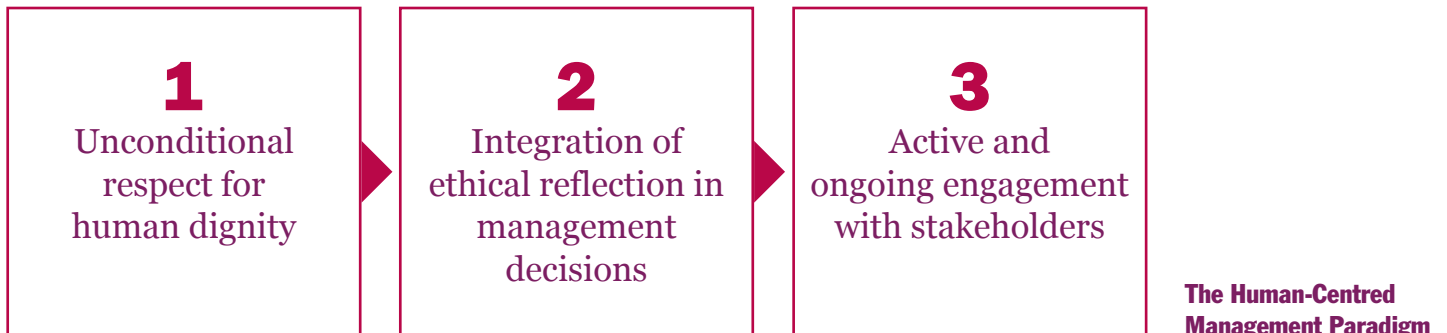 1
Unconditional
respect for
human dignity
2
Integration of
ethical reflection in
management
decisions
3
Active and
ongoing engagement
with stakeholders
The Human-Centred
Management Paradigm